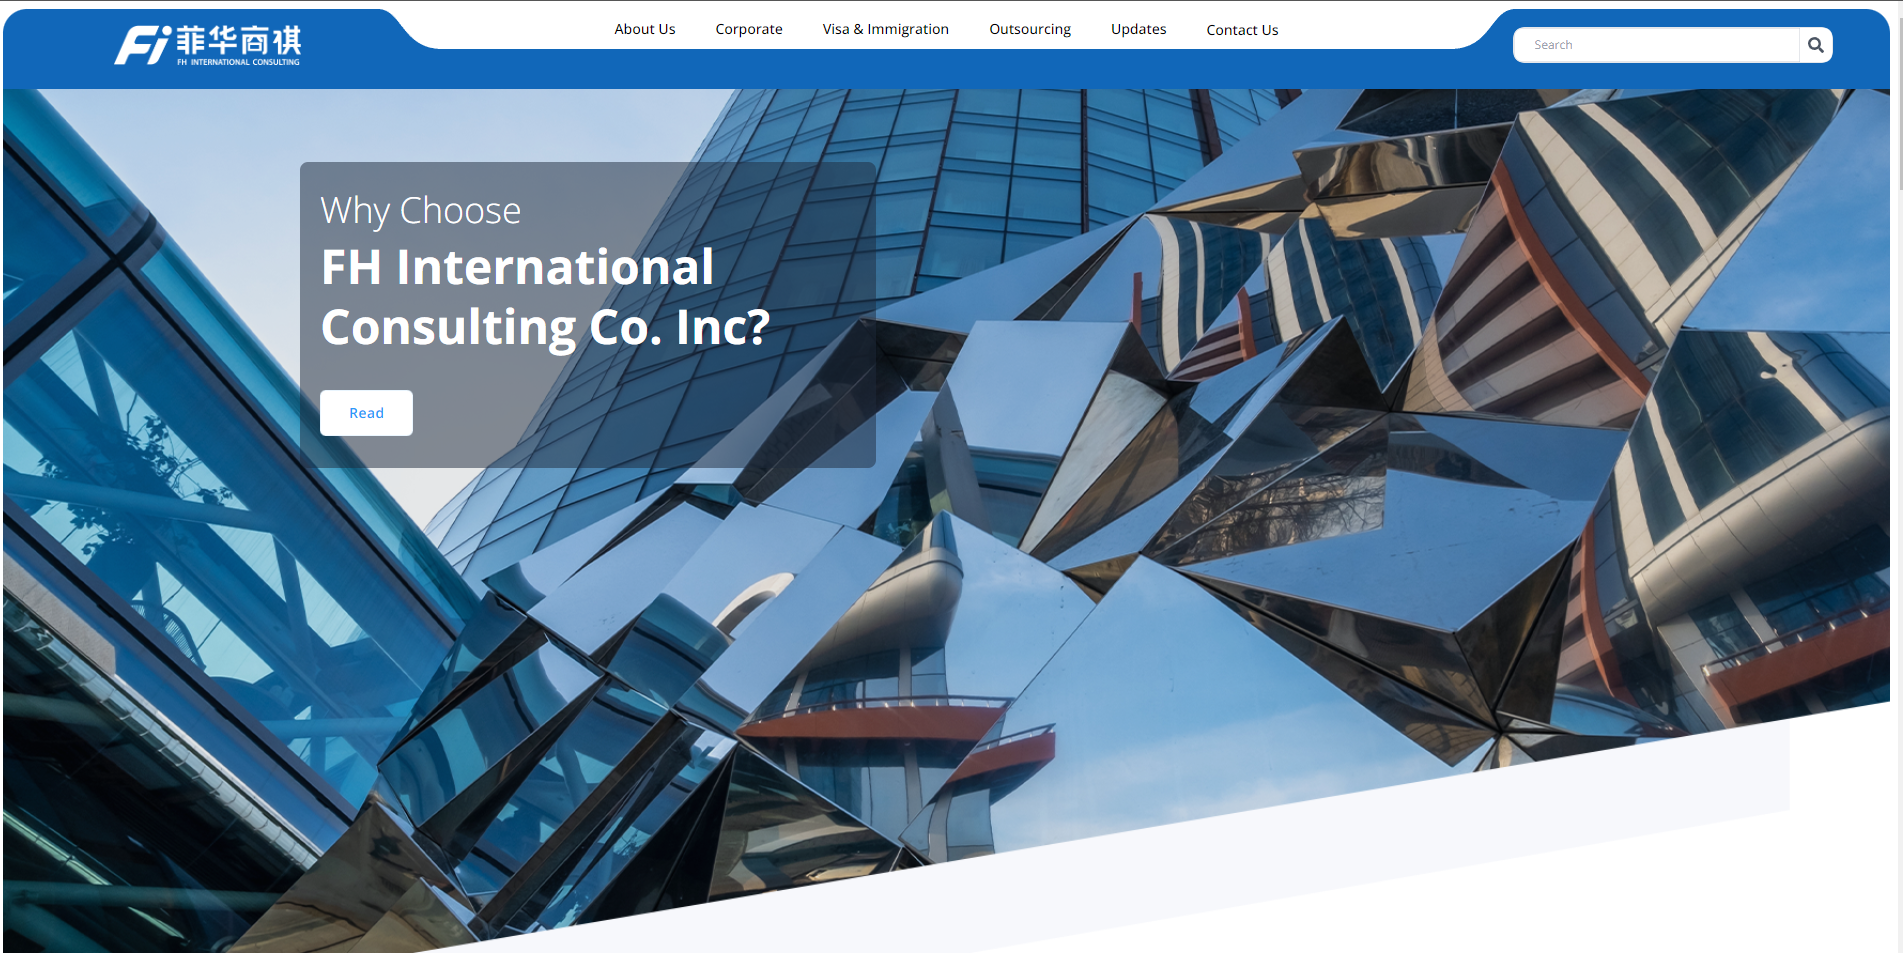 Fi 菲华商祺
FH INTERNATIONAL CONSULTING
About Us
Corporate
Visa & Immigration
Outsourcing
Updates
Contact Us
Search
Why Choose
FH International
Consulting Co. Inc?
Read